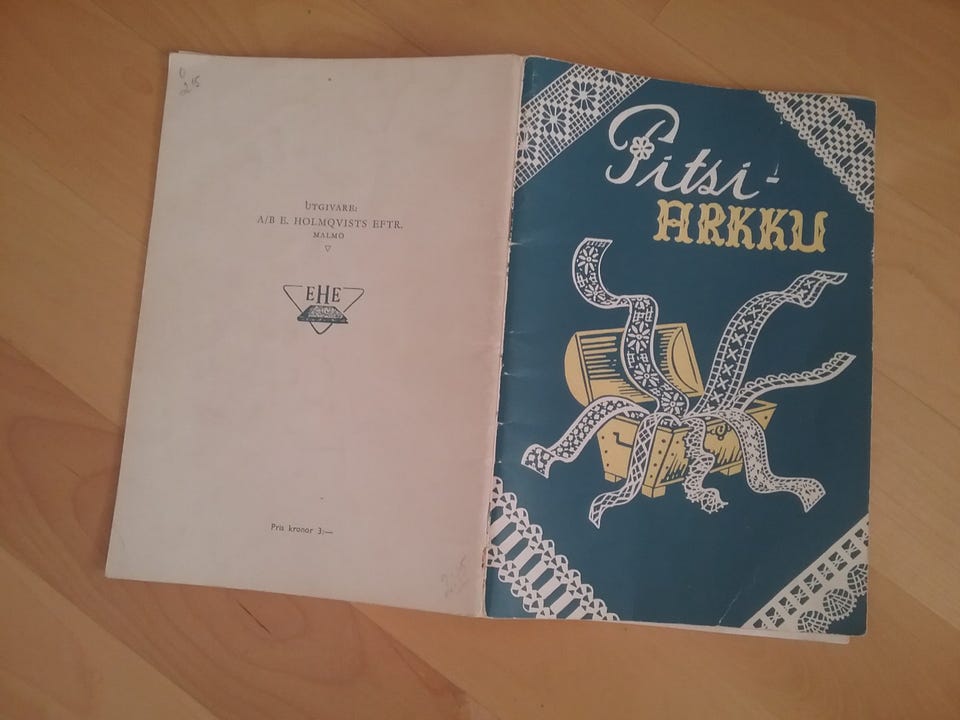 UTGIVARE:
A/B E. HOLMQVISTS EFTR.
MALMÖ
EHE
Pris kronor 3:—
Pitsi-
ARKKU